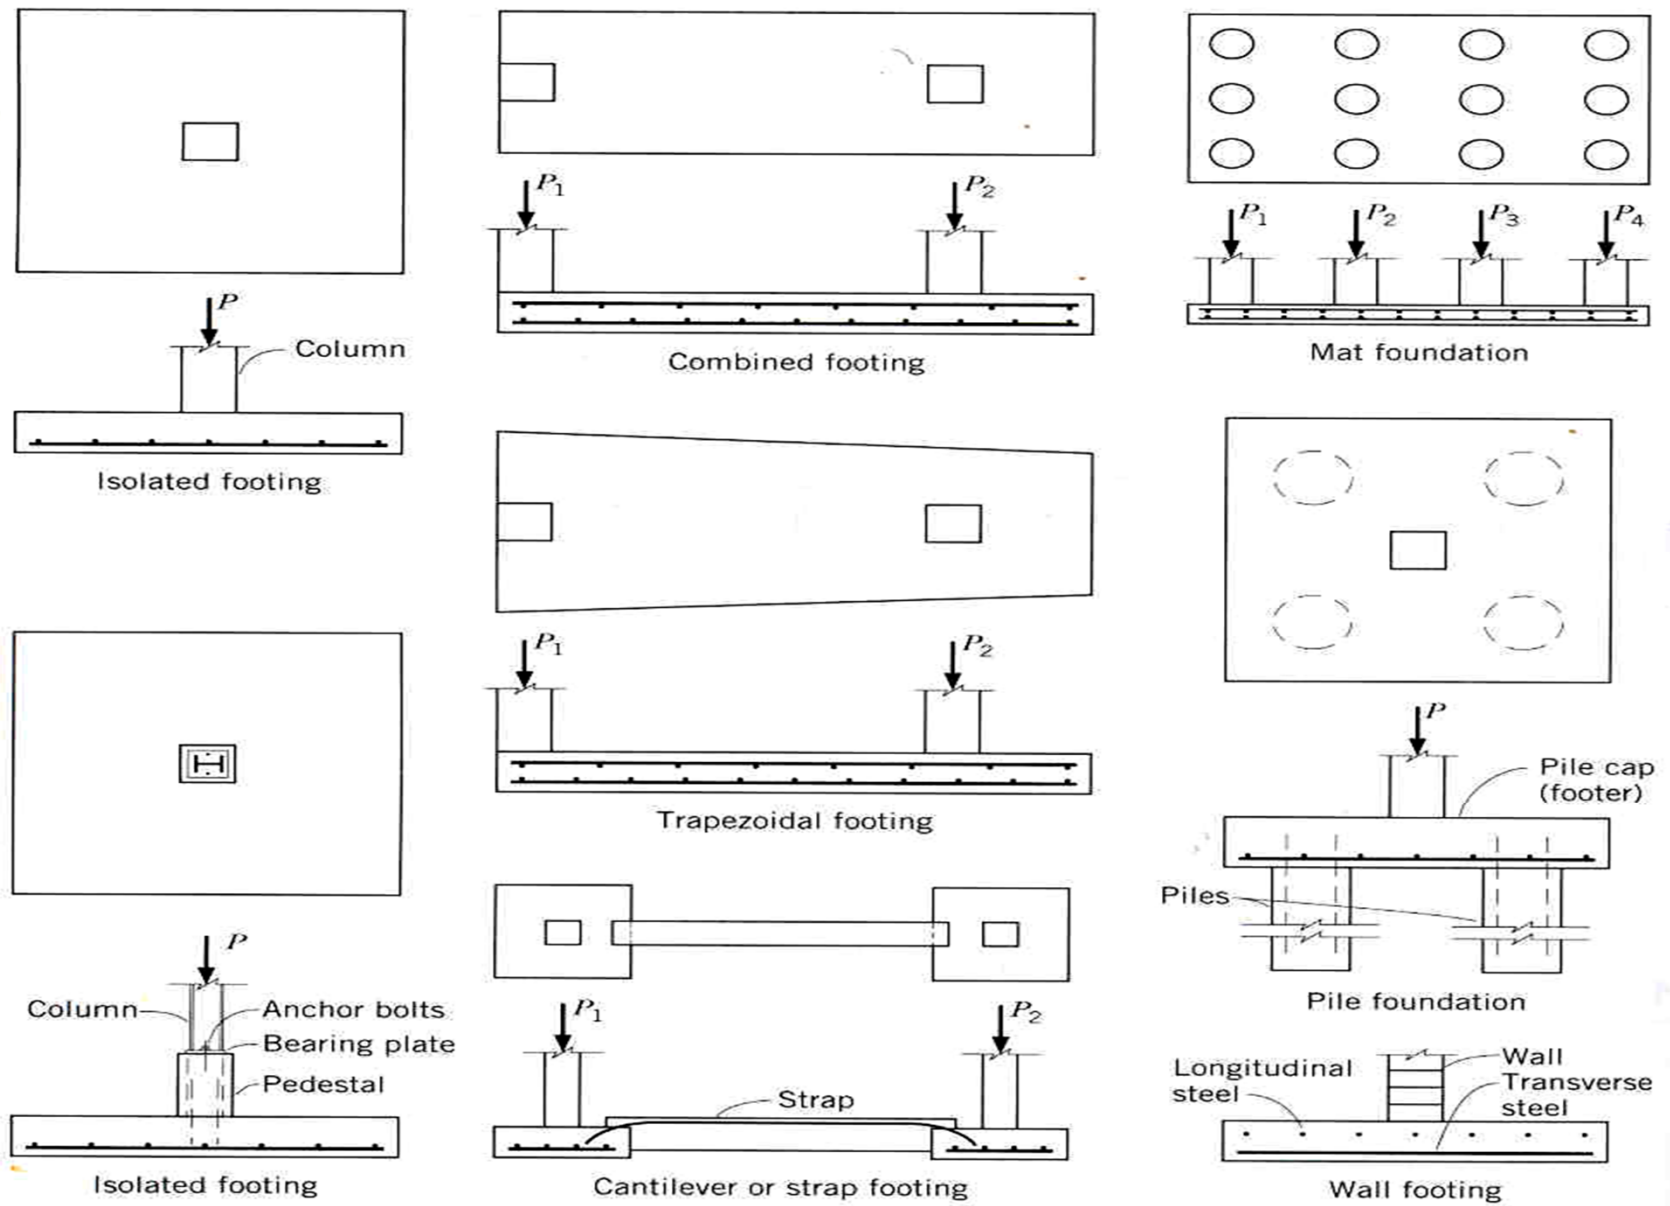 P
Column
Isolated footing
P
Column
Anchor bolts
Bearing plate
Pedestal
Isolated footing
P1
P2
Combined footing
P1
P2
Trapezoidal footing
P1
P2
Strap
Cantilever or strap footing
P1
P2
P3
P4
Mat foundation
P
Pile cap
(footer)
Piles
Pile foundation
Longitudinal
steel
Wall
Transverse
steel
Wall footing